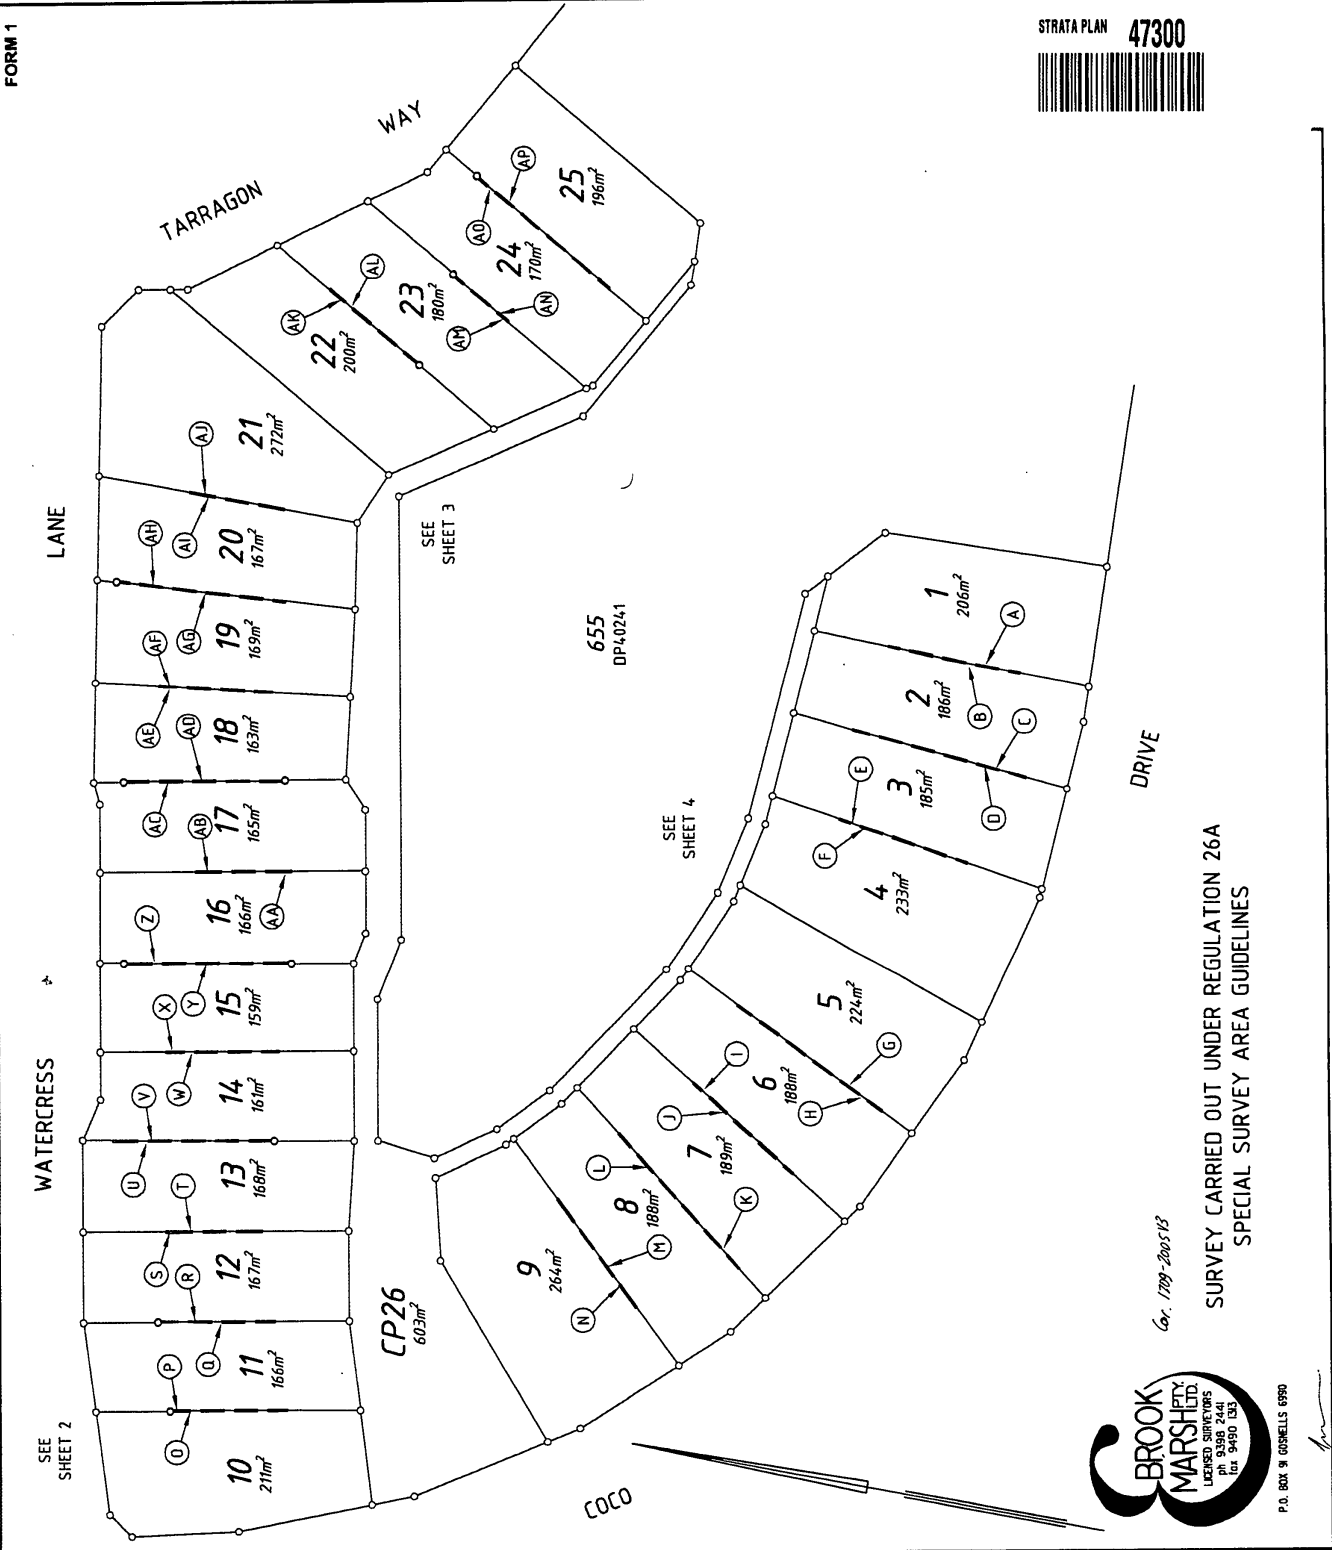 FORM 1
STRATA PLAN 47300
TARRAGON WAY
WATERCRESS LANE
COCO DRIVE
SEE
SHEET 2
SEE
SHEET 3
SEE
SHEET 4
655
DP40241
1
206m²
2
186m²
3
185m²
4
233m²
5
224m²
6
188m²
7
189m²
8
188m²
9
264m²
10
211m²
11
166m²
12
167m²
13
168m²
14
161m²
15
159m²
16
166m²
17
165m²
18
163m²
19
169m²
20
167m²
21
272m²
22
200m²
23
180m²
24
170m²
25
196m²
CP26
603m²
A
B
C
D
E
F
G
H
I
J
K
L
M
N
O
P
Q
R
S
T
U
V
W
X
Y
Z
AA
AB
AC
AD
AE
AF
AG
AH
AI
AJ
AK
AL
AM
AN
AO
AP
SURVEY CARRIED OUT UNDER REGULATION 26A
SPECIAL SURVEY AREA GUIDELINES
BROOK
MARSH PTY. LTD.
LICENSED SURVEYORS
ph 9398 2441
fax 9490 1313
P.O. BOX 91 GOSNELLS 6990